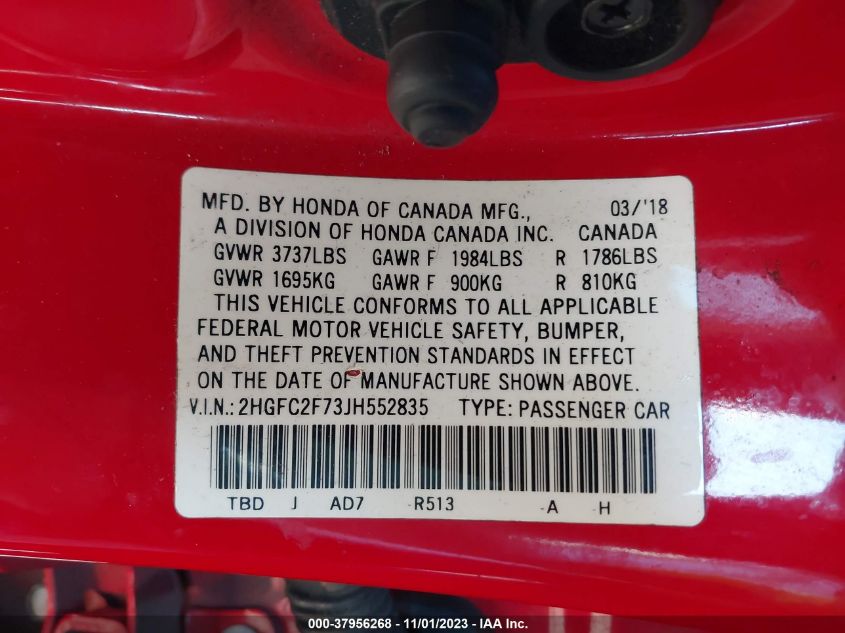 MFD. BY HONDA OF CANADA MFG., 03/'18
A DIVISION OF HONDA CANADA INC. CANADA
GVWR 3737LBS GAWR F 1984LBS R 1786LBS
GVWR 1695KG GAWR F 900KG R 810KG
THIS VEHICLE CONFORMS TO ALL APPLICABLE
FEDERAL MOTOR VEHICLE SAFETY, BUMPER,
AND THEFT PREVENTION STANDARDS IN EFFECT
ON THE DATE OF MANUFACTURE SHOWN ABOVE.
V.I.N.: 2HGFC2F73JH552835 TYPE: PASSENGER CAR
TBD J AD7 -R513 -A -H
000-37956268 - 11/01/2023 - IAA Inc.